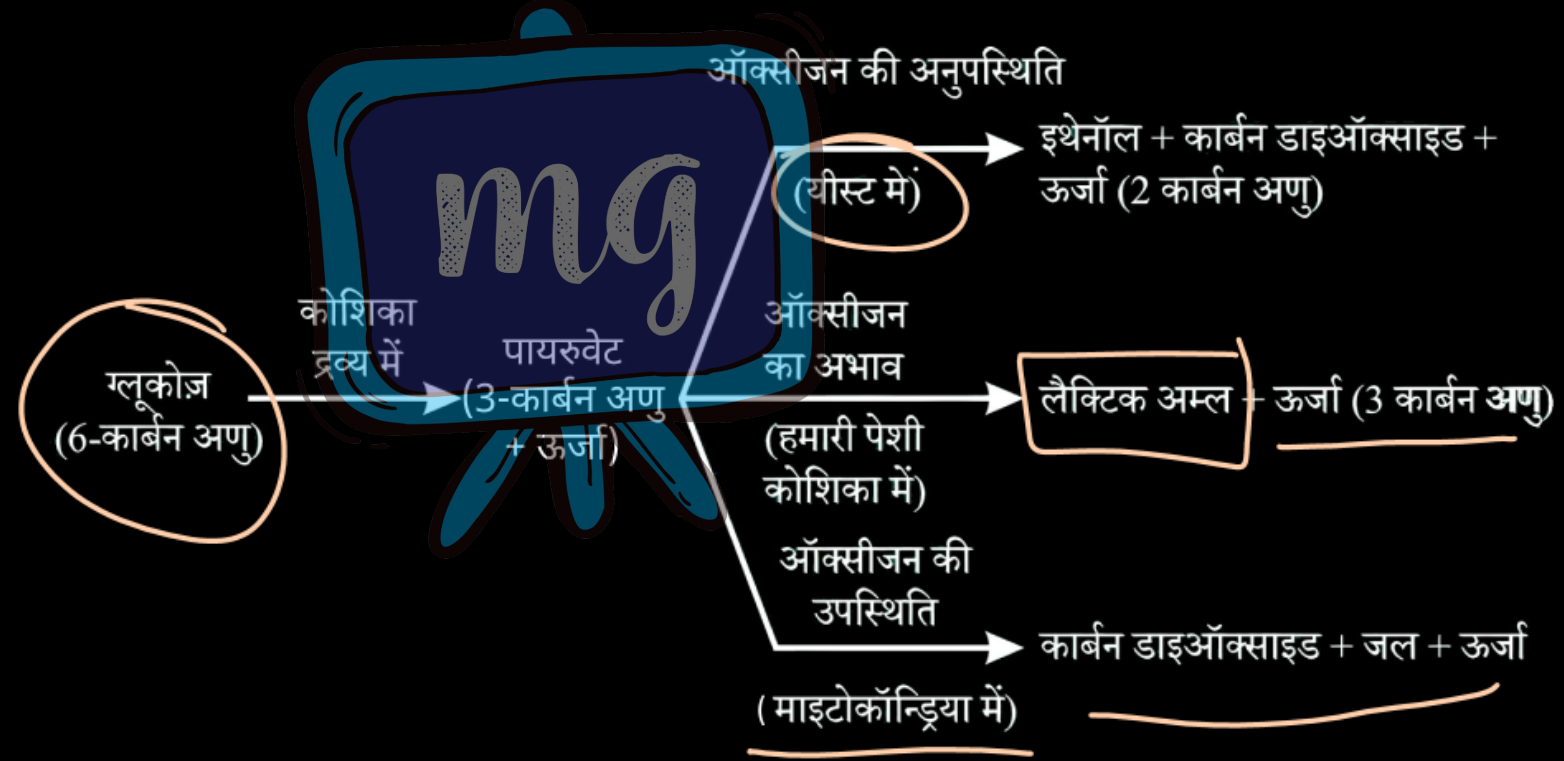 ऑक्सीजन की अनुपस्थिति
इथेनॉल + कार्बन डाइऑक्साइड +
ऊर्जा (2 कार्बन अणु)
(यीस्ट में)
mg
कोशिका
द्रव्य में
ग्लूकोज़
(6-कार्बन अणु)
पायरुवेट
(3-कार्बन अणु
+ ऊर्जा)
ऑक्सीजन
का अभाव
(हमारी पेशी
कोशिका में)
लैक्टिक अम्ल + ऊर्जा (3 कार्बन अणु)
ऑक्सीजन की
उपस्थिति
(माइटोकॉन्ड्रिया में)
कार्बन डाइऑक्साइड + जल + ऊर्जा